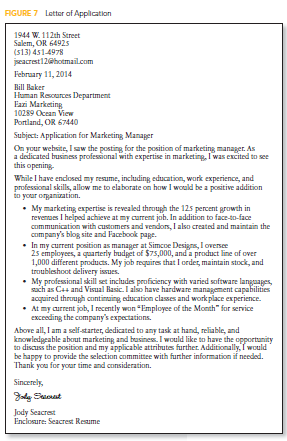 FIGURE 7 Letter of Application
1944 W. 112th Street
Salem, OR 64925
(513) 451-4978
jseacrest12@hotmail.com
February 11, 2014
Bill Baker
Human Resources Department
Eazi Marketing
10289 Ocean View
Portland, OR 67440
Subject: Application for Marketing Manager
On your website, I saw the posting for the position of marketing manager. As
a dedicated business professional with expertise in marketing, I was excited to see
this opening.
While I have enclosed my resume, including education, work experience, and
professional skills, allow me to elaborate on how I would be a positive addition
to your organization.
• My marketing expertise is revealed through the 125 percent growth in
revenues I helped achieve at my current job. In addition to face-to-face
communication with customers and vendors, I also created and maintain the
company's blog site and Facebook page.
• In my current position as manager at Simcoe Designs, I oversee
25 employees, a quarterly budget of $75,000, and a product line of over
1,000 different products. My job requires that I order, maintain stock, and
troubleshoot delivery issues.
• My professional skill set includes proficiency with varied software languages,
such as C++ and Visual Basic. I also have hardware management capabilities
acquired through continuing education classes and workplace experience.
• At my current job, I recently won "Employee of the Month" for service
exceeding the company's expectations.
Above all, I am a self-starter, dedicated to any task at hand, reliable, and
knowledgeable about marketing and business. I would like to have the opportunity
to discuss the position and my applicable attributes further. Additionally, I would
be happy to provide the selection committee with further information if needed.
Thank you for your time and consideration.
Sincerely,
Jody Seacrest
Jody Seacrest
Enclosure: Seacrest Resume